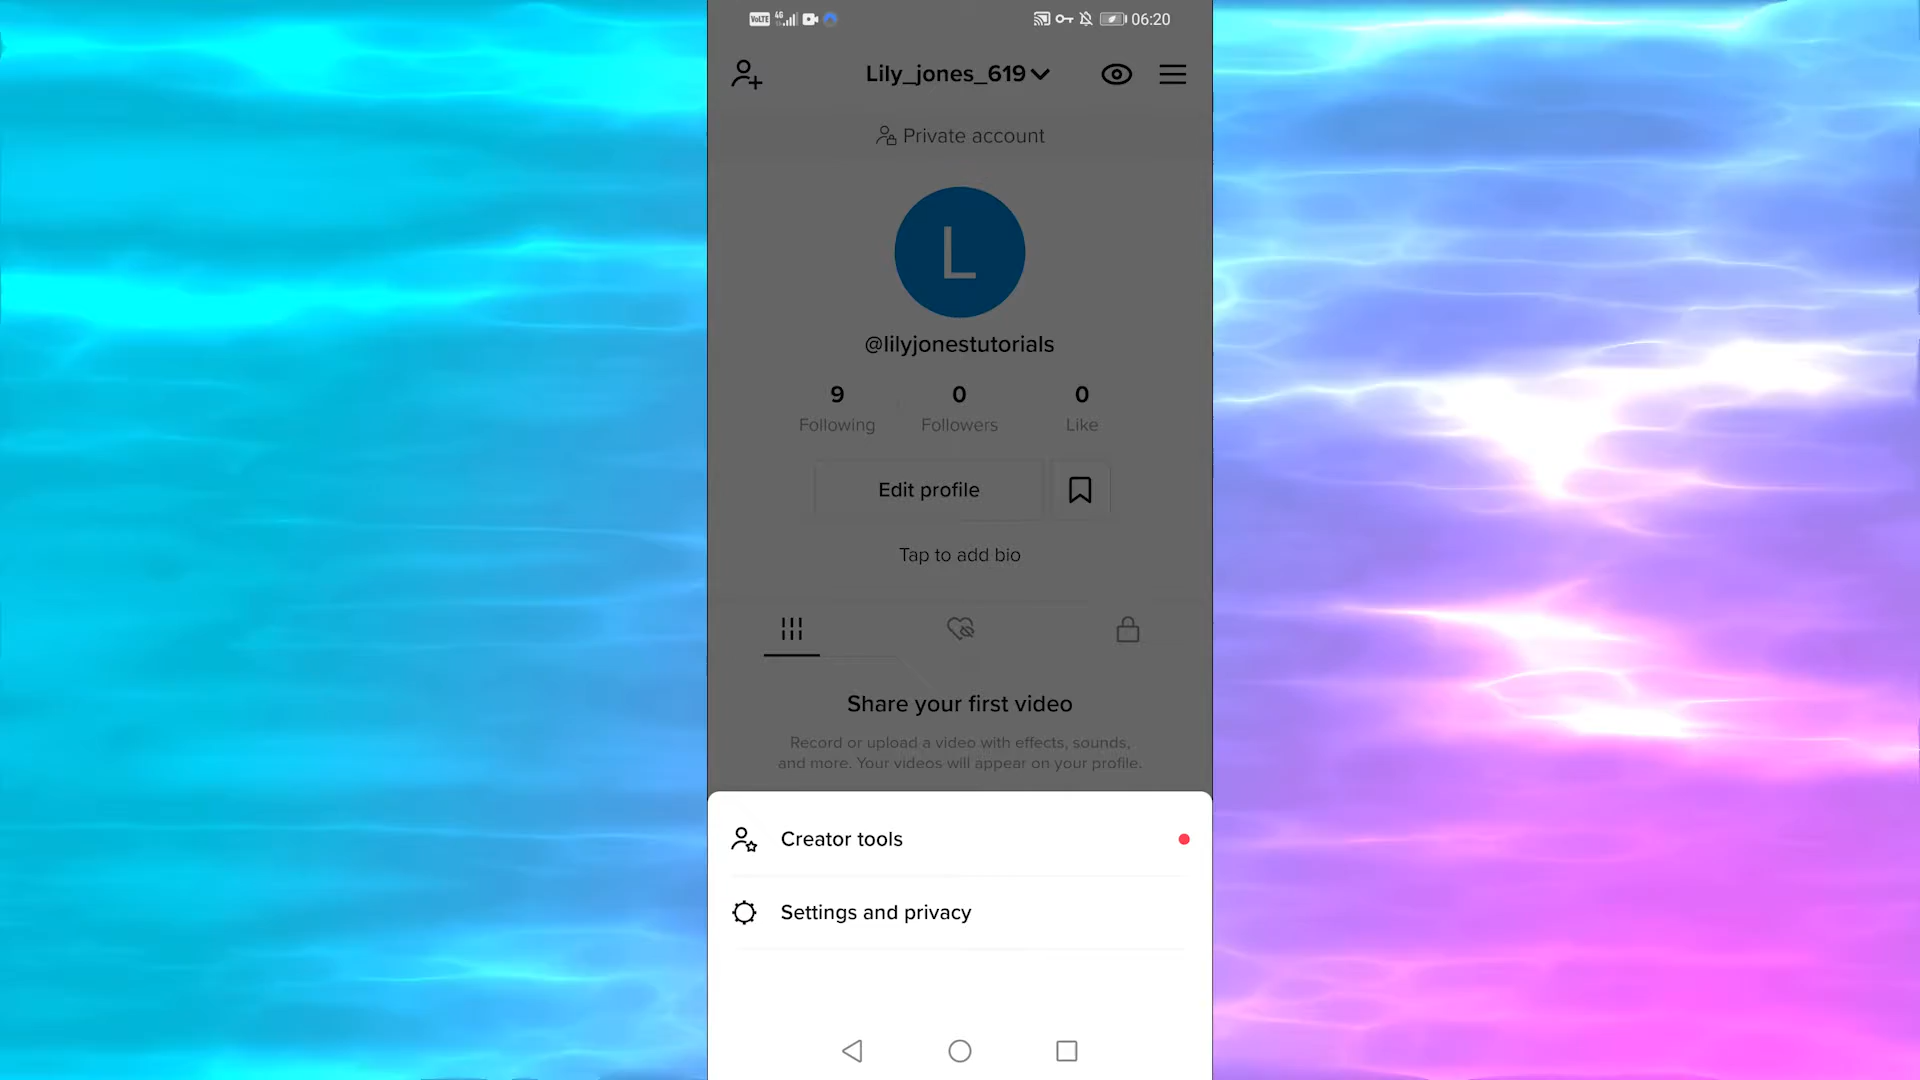 VoLTE 4G 06:20
Lily_jones_619
Private account
L
@lilyjonestutorials
9 0 0
Following Followers Like
Edit profile
Tap to add bio
Share your first video
Record or upload a video with effects, sounds,
and more. Your videos will appear on your profile.
Creator tools
Settings and privacy